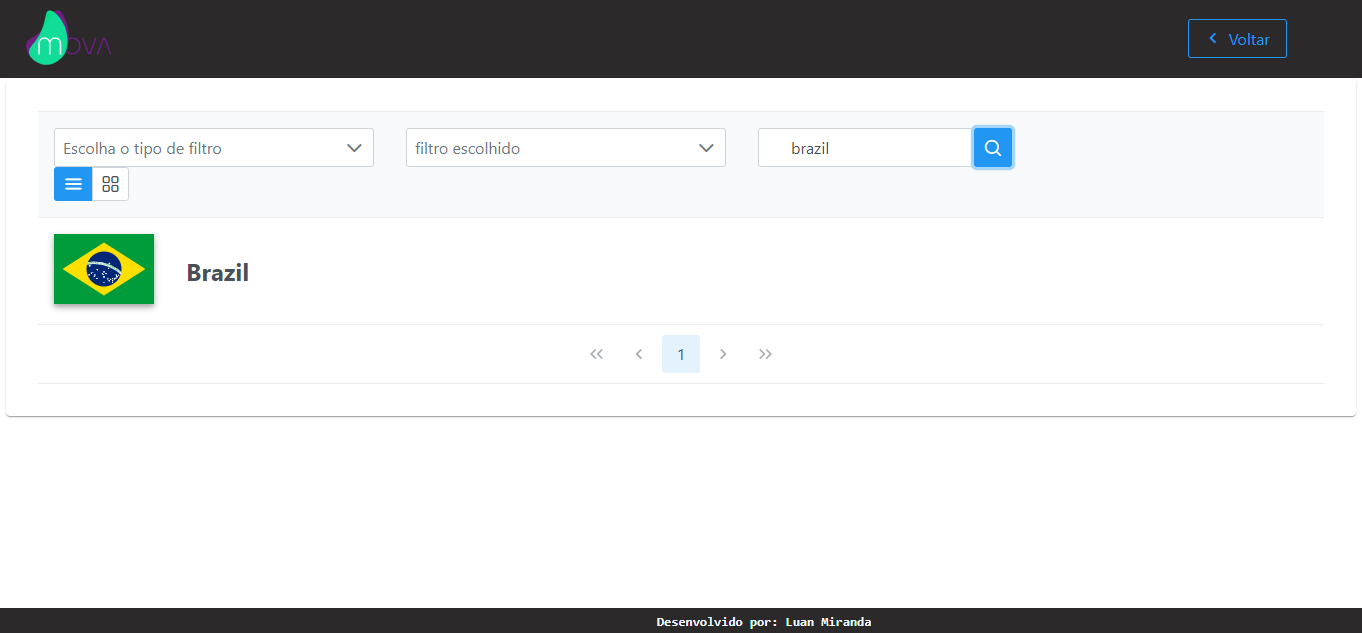 mOVA
Voltar
Escolha o tipo de filtro
filtro escolhido
brazil
Brazil
1
Desenvolvido por: Luan Miranda